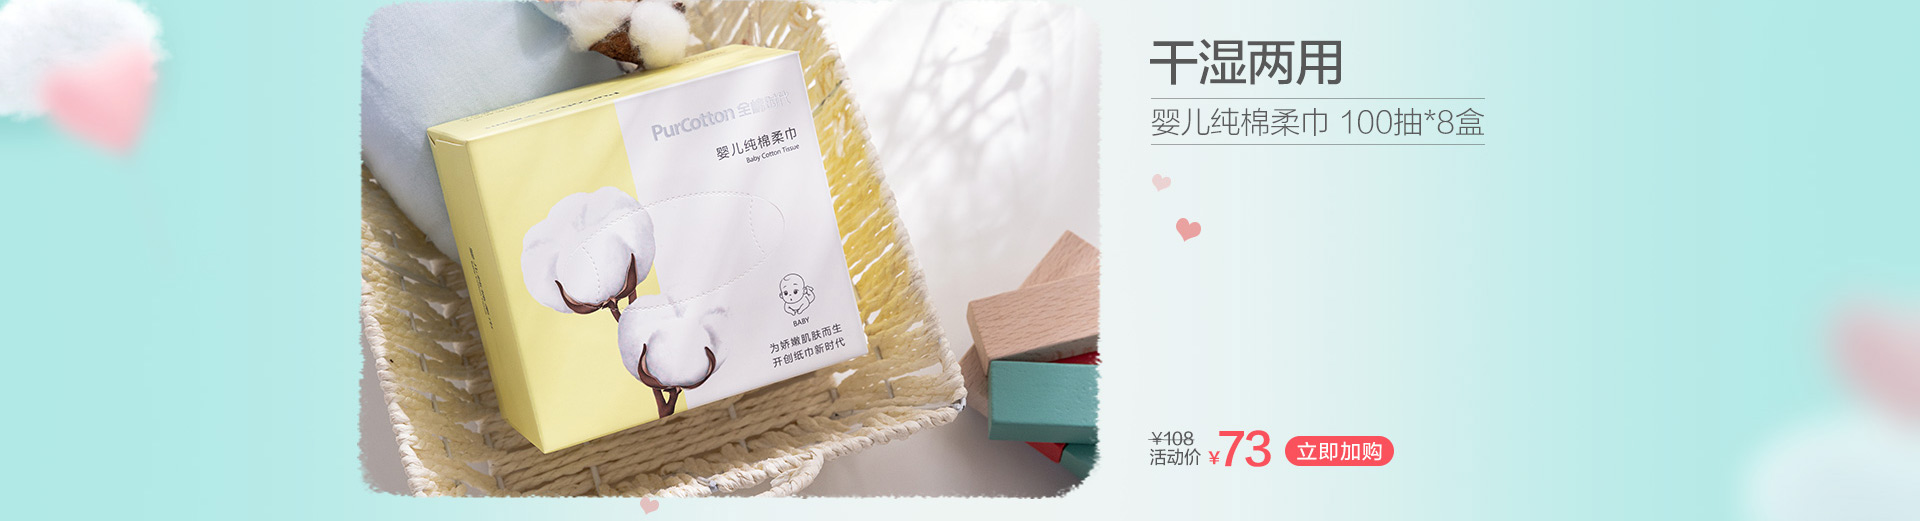 PurCotton 全棉时代
婴儿纯棉柔巾
Baby Cotton Tissue
BABY
为娇嫩肌肤而生
开创纸巾新时代
干湿两用
婴儿纯棉柔巾 100抽*8盒
¥108
活动价 ¥73 立即加购